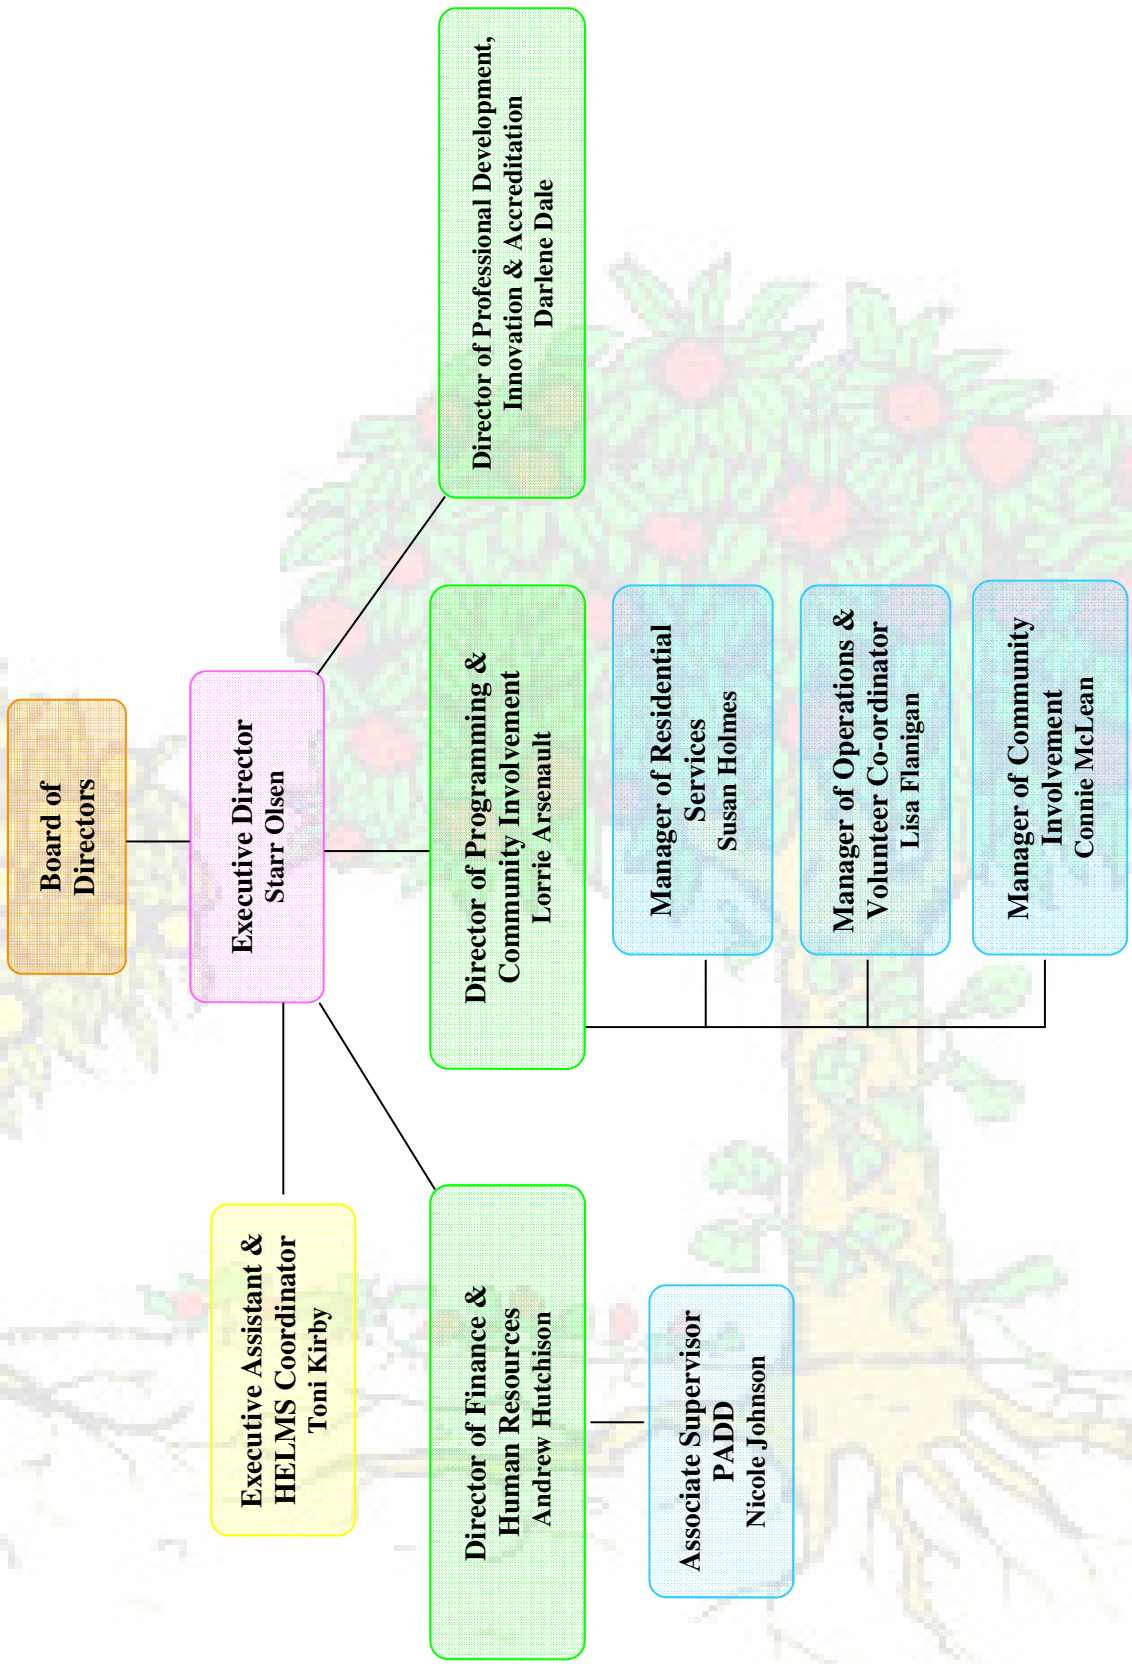 Board of
Directors
Executive Director
Starr Olsen
Executive Assistant &
HELMS Coordinator
Toni Kirby
Director of Finance &
Human Resources
Andrew Hutchison
Director of Programming &
Community Involvement
Lorrie Arsenault
Director of Professional Development,
Innovation & Accreditation
Darlene Dale
Associate Supervisor
PADD
Nicole Johnson
Manager of Residential
Services
Susan Holmes
Manager of Operations &
Volunteer Co-ordinator
Lisa Flanigan
Manager of Community
Involvement
Connie McLean